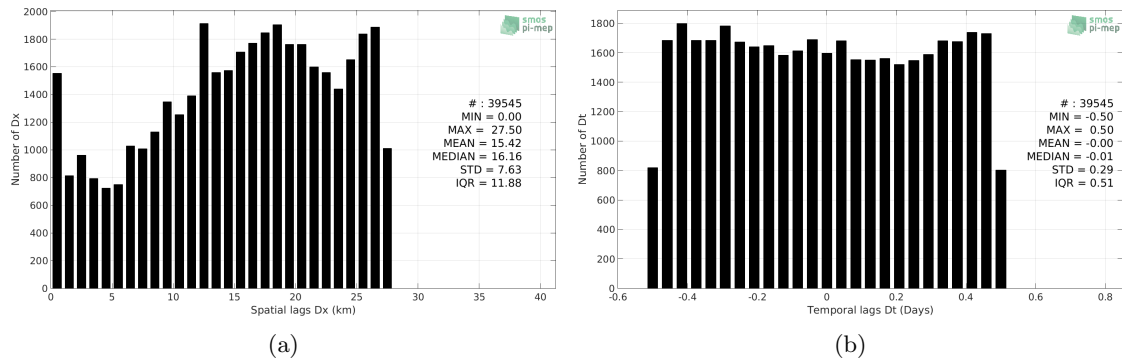 2000
1800
1600
1400
1200
1000
800
600
400
200
0
Number of Dx
0 5 10 15 20 25 30 35 40
Spatial lags Dx (km)
smos
pi-mep
# : 39545
MIN = 0.00
MAX = 27.50
MEAN = 15.42
MEDIAN = 16.16
STD = 7.63
IQR = 11.88
(a)
1800
1600
1400
1200
1000
800
600
400
200
0
Number of Dt
-0.6 -0.4 -0.2 0 0.2 0.4 0.6 0.8
Temporal lags Dt (Days)
smos
pi-mep
# : 39545
MIN = -0.50
MAX = 0.50
MEAN = -0.00
MEDIAN = -0.01
STD = 0.29
IQR = 0.51
(b)